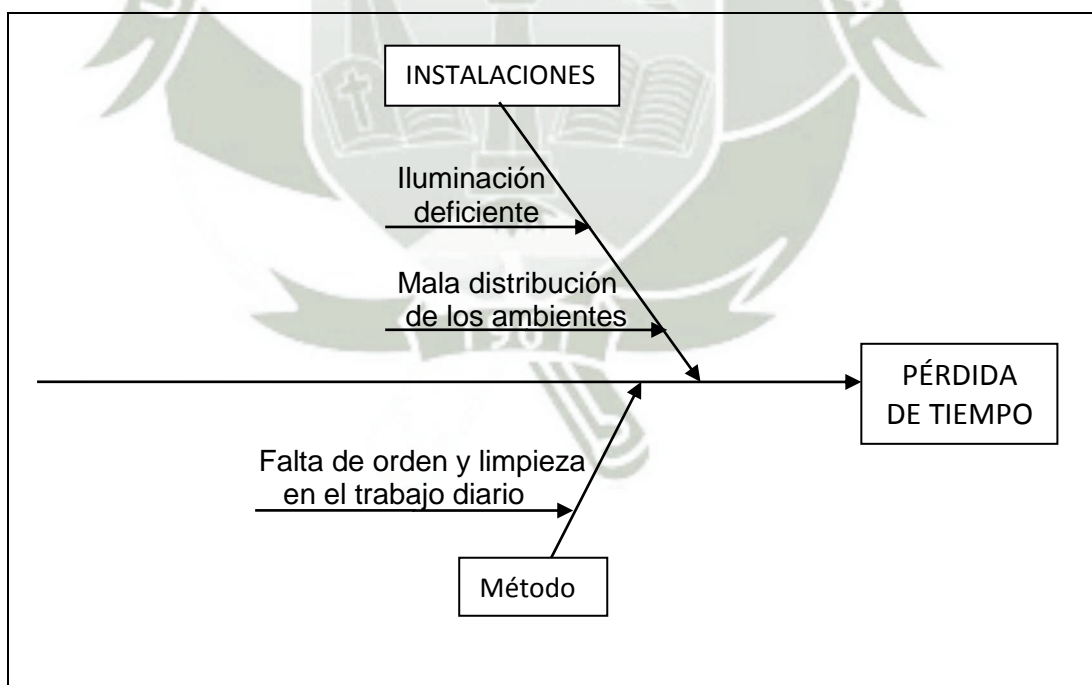 INSTALACIONES
Iluminación
deficiente
Mala distribución
de los ambientes
PÉRDIDA
DE TIEMPO
Falta de orden y limpieza
en el trabajo diario
Método